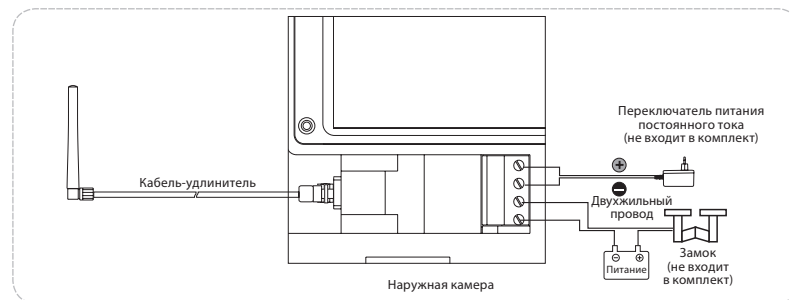 Переключатель питания
постоянного тока
(не входит в комплект)
Кабель-удлинитель
Двухжильный
провод
Питание
Замок
(не входит
в комплект)
Наружная камера